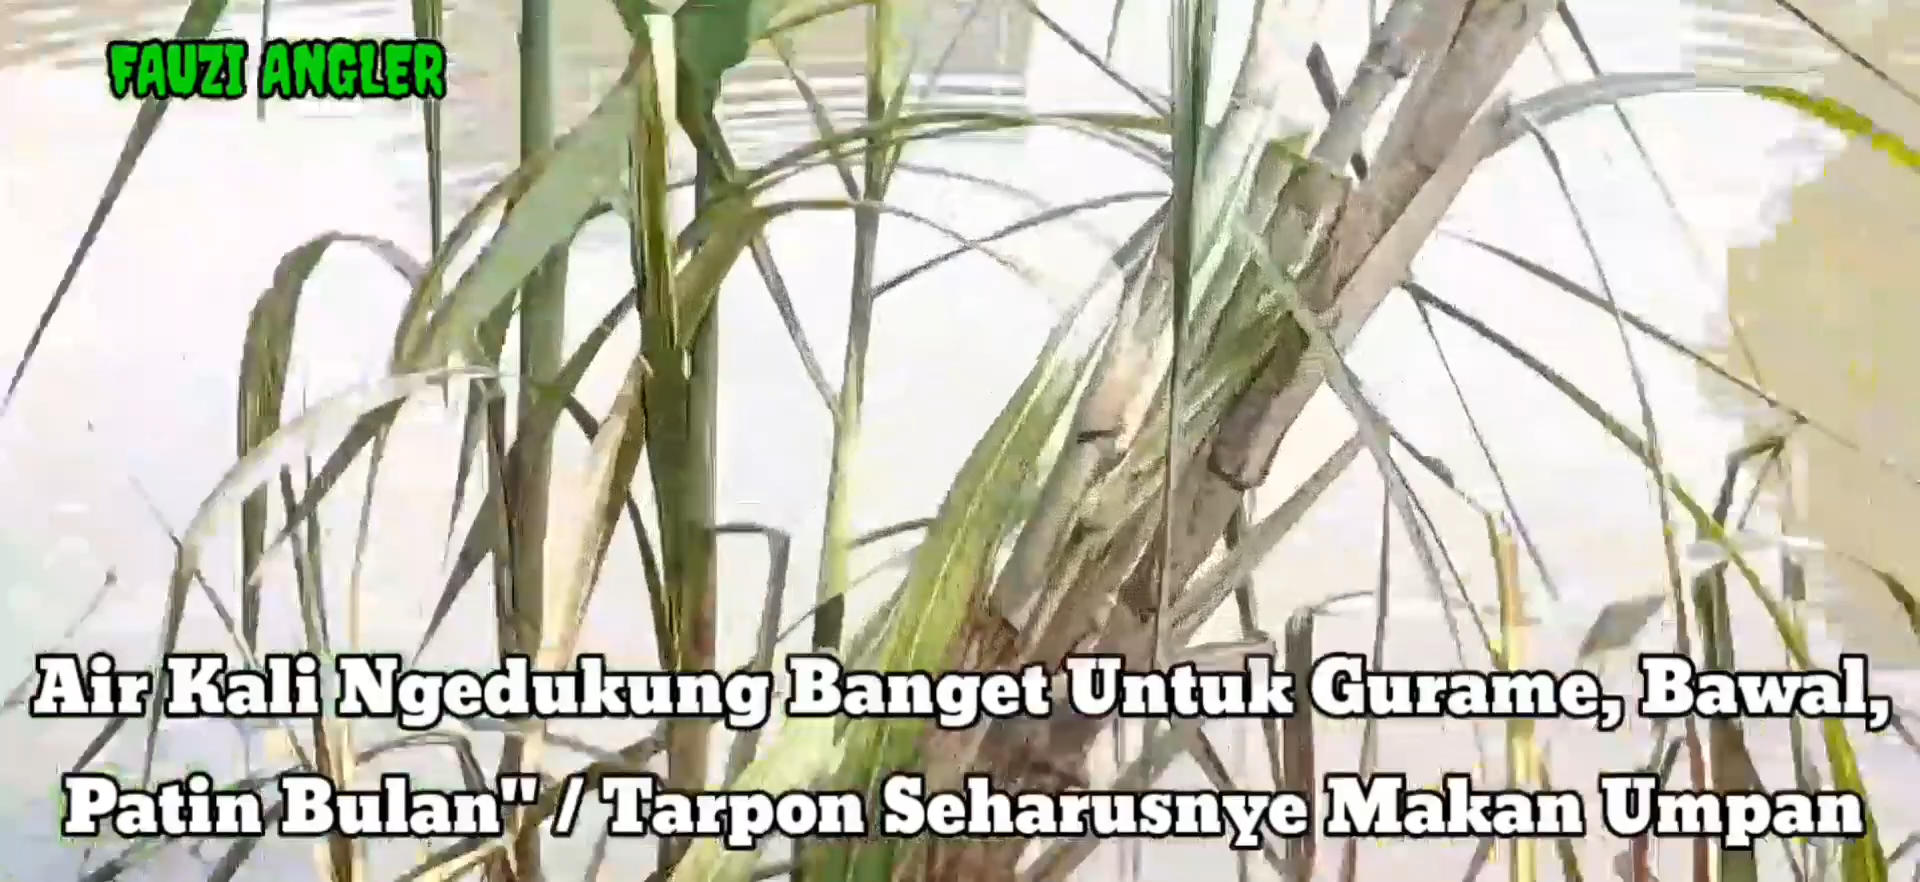 FAUZI ANGLER
Air Kali Ngedukung Banget Untuk Gurame, Bawal,
Patin Bulan" / Tarpon Seharusnye Makan Umpan